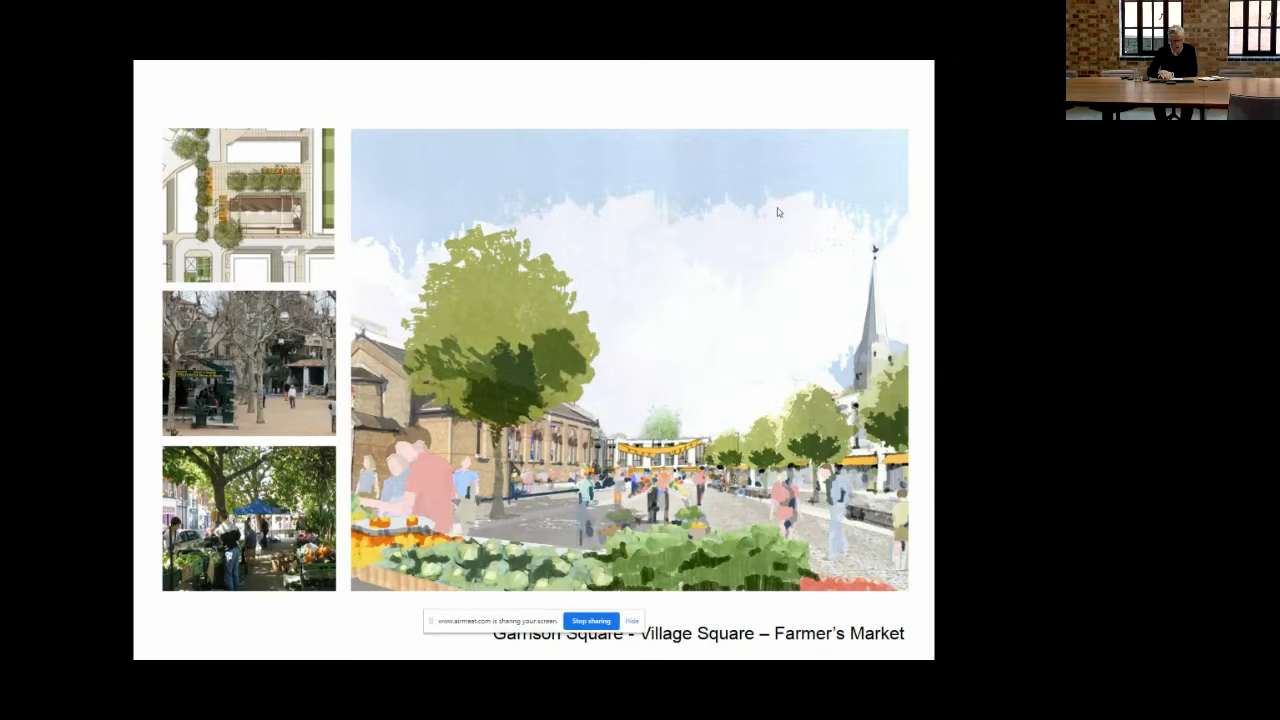 www.airmeet.com is sharing your screen.
Stop sharing
Hide
Garrison Square - Village Square – Farmer's Market